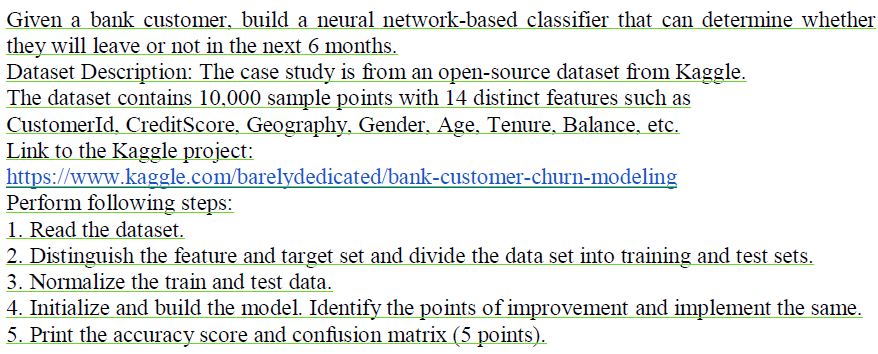 Given a bank customer, build a neural network-based classifier that can determine whether
they will leave or not in the next 6 months.
Dataset Description: The case study is from an open-source dataset from Kaggle.
The dataset contains 10,000 sample points with 14 distinct features such as
CustomerId, CreditScore, Geography, Gender, Age, Tenure, Balance, etc.
Link to the Kaggle project:
https://www.kaggle.com/barelydedicated/bank-customer-churn-modeling
Perform following steps:
1. Read the dataset.
2. Distinguish the feature and target set and divide the data set into training and test sets.
3. Normalize the train and test data.
4. Initialize and build the model. Identify the points of improvement and implement the same.
5. Print the accuracy score and confusion matrix (5 points).